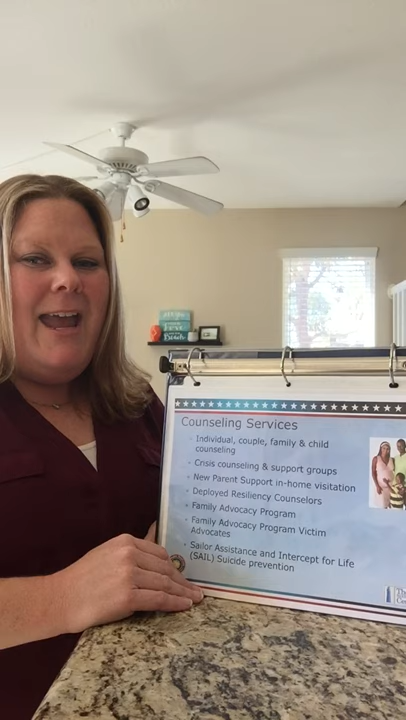 Counseling Services
Individual, couple, family & child
counseling
Crisis counseling & support groups
New Parent Support in-home visitation
Deployed Resiliency Counselors
Family Advocacy Program
Family Advocacy Program Victim
Advocates
Sailor Assistance and Intercept for Life
(SAIL) Suicide prevention